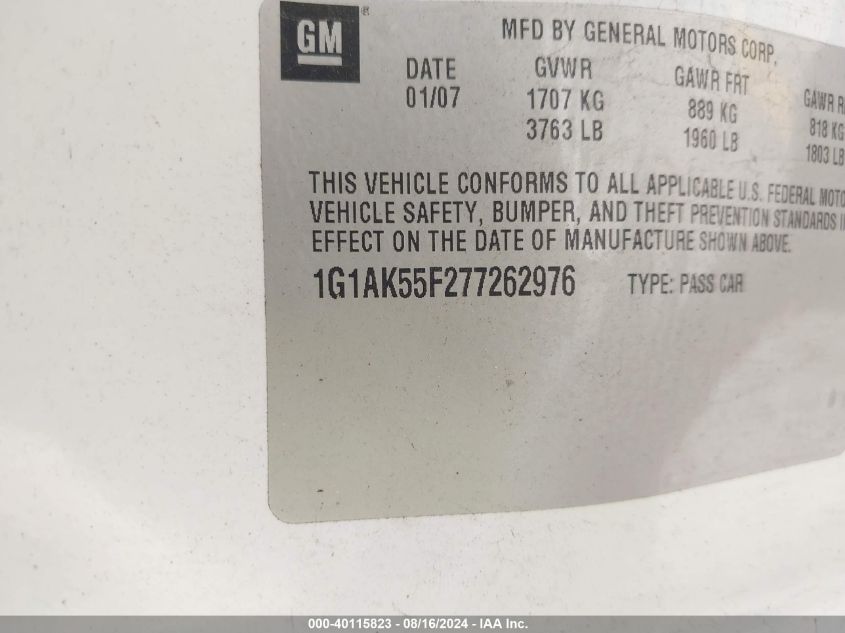 GM ®
MFD BY GENERAL MOTORS CORP.
DATE GVWR GAWR FRT GAWR R
01/07 1707 KG 889 KG 818 KG
3763 LB 1960 LB 1803 LB
THIS VEHICLE CONFORMS TO ALL APPLICABLE U.S. FEDERAL MOTO
VEHICLE SAFETY, BUMPER, AND THEFT PREVENTION STANDARDS I
EFFECT ON THE DATE OF MANUFACTURE SHOWN ABOVE.
1G1AK55F277262976 TYPE: PASS CAR
000-40115823 - 08/16/2024 - IAA Inc.